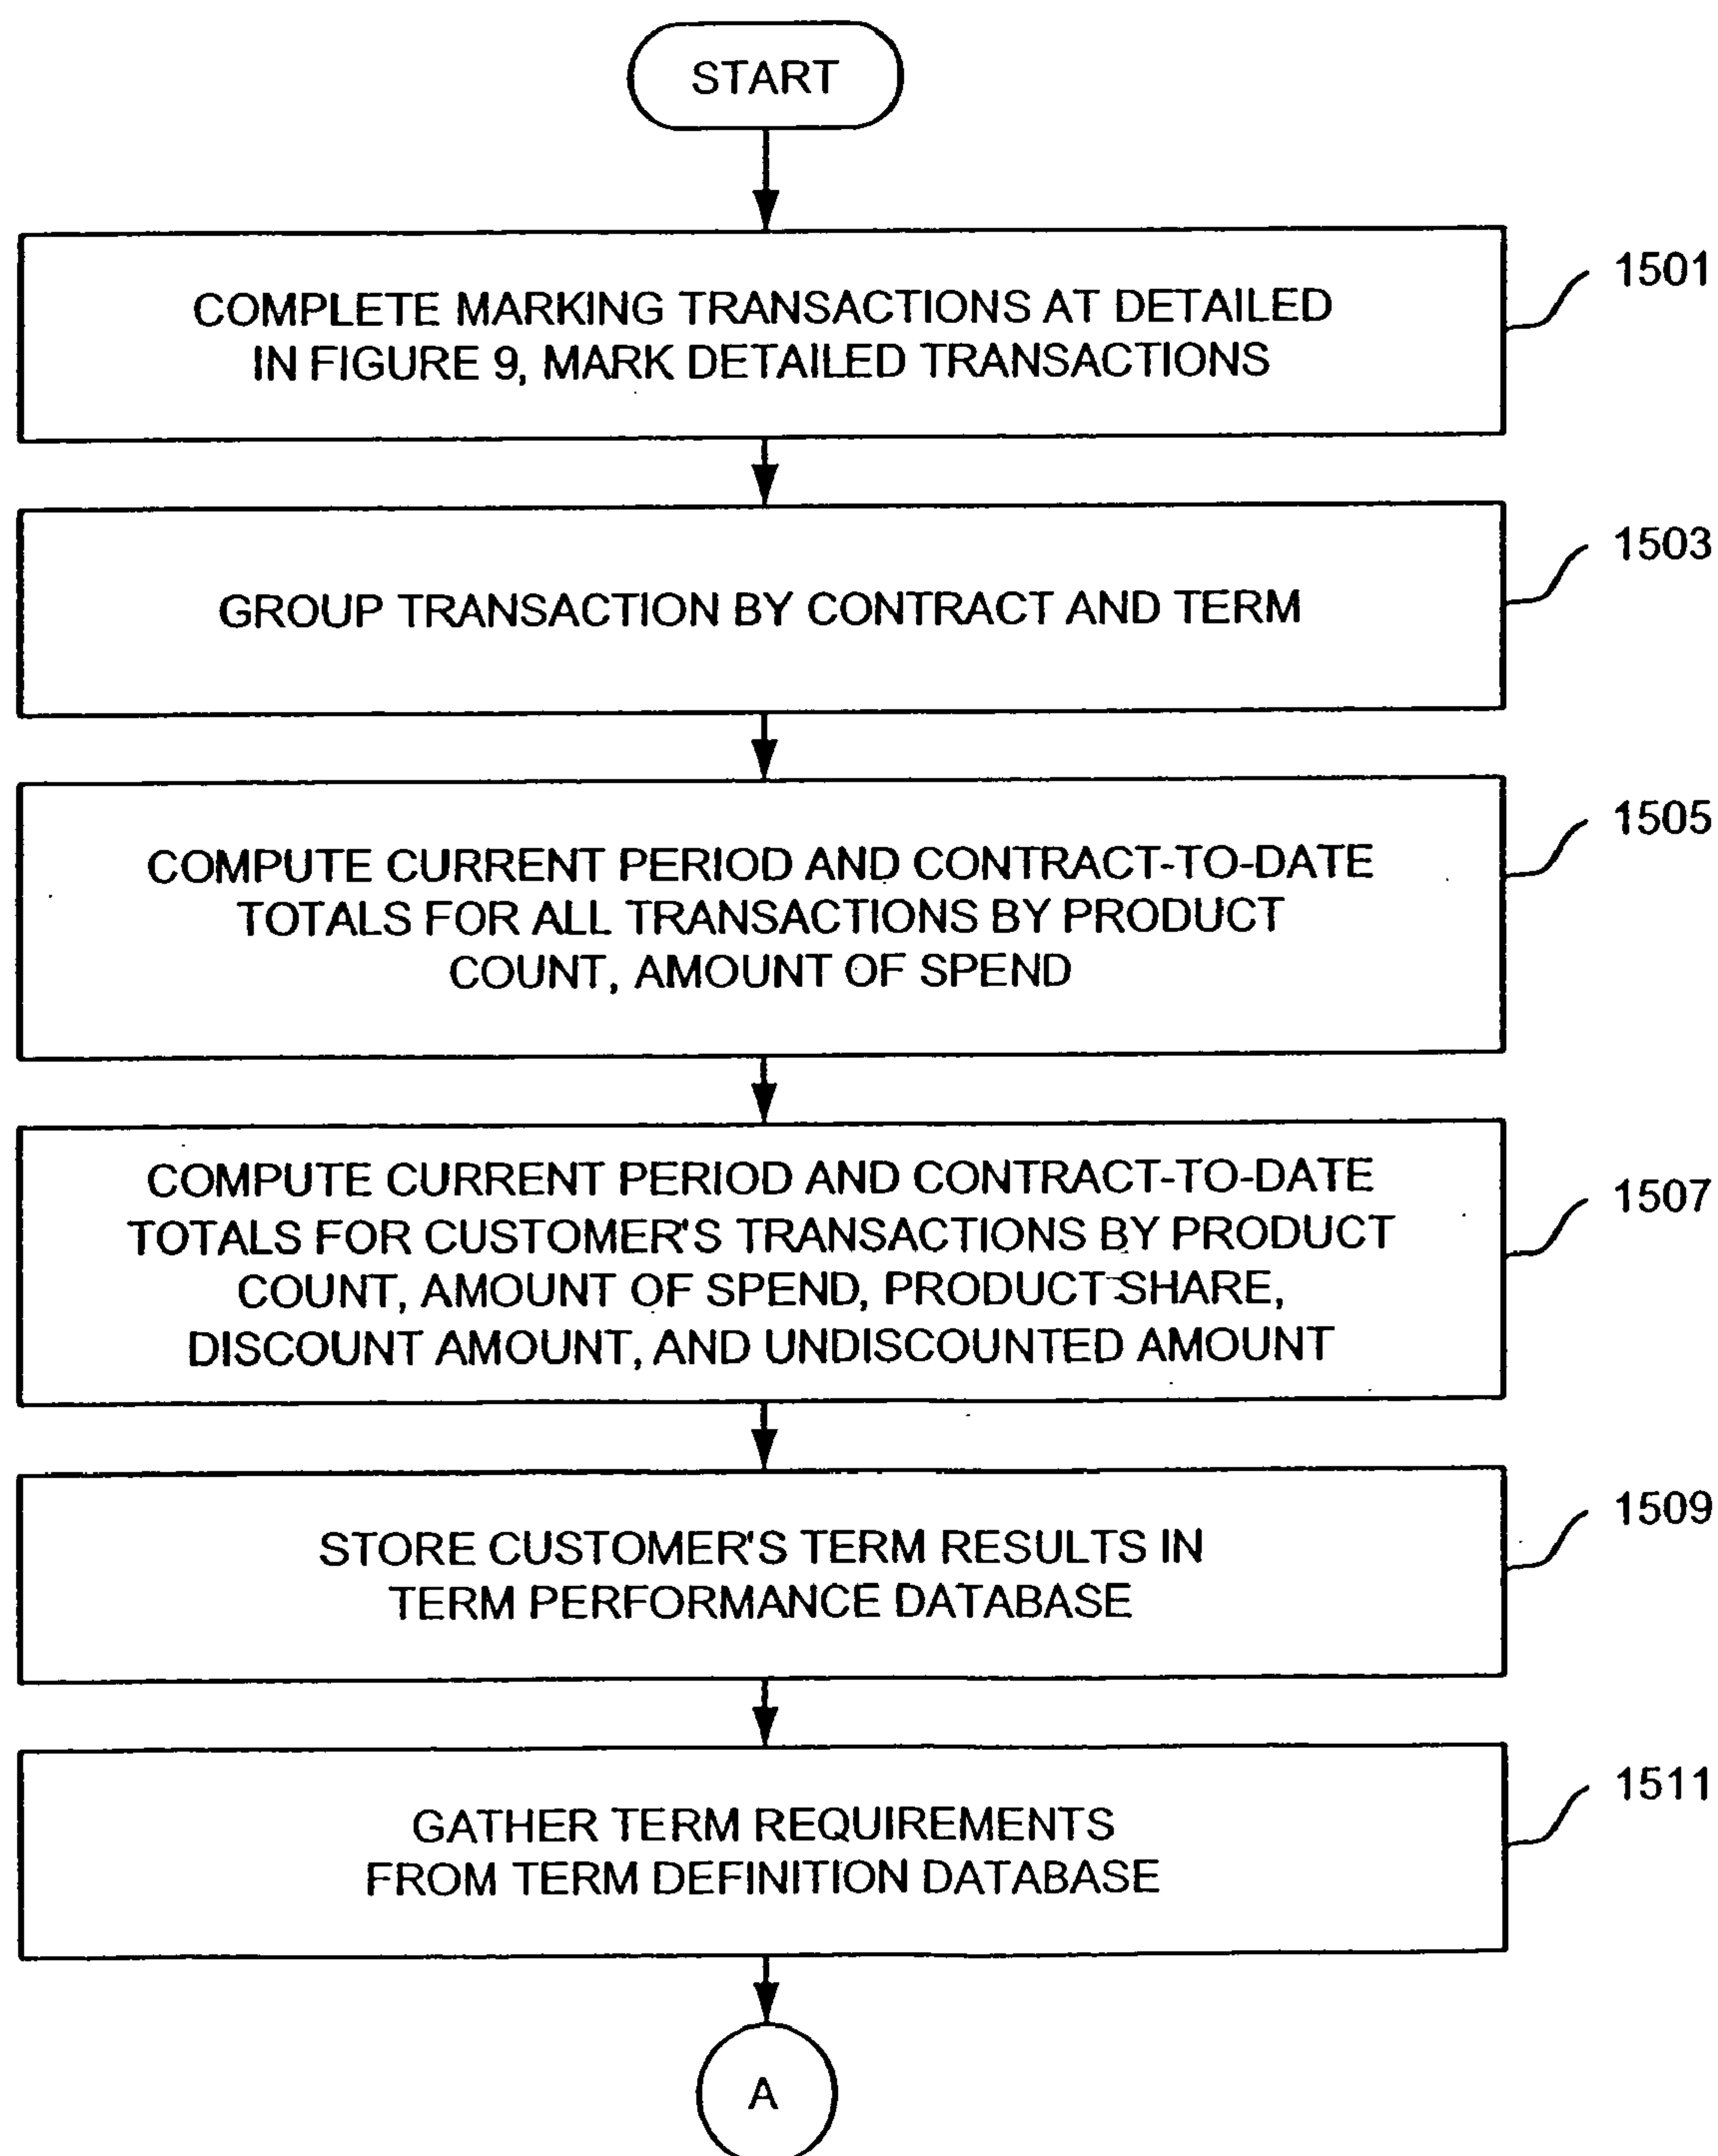 START
COMPLETE MARKING TRANSACTIONS AT DETAILED
IN FIGURE 9, MARK DETAILED TRANSACTIONS
1501
GROUP TRANSACTION BY CONTRACT AND TERM
1503
COMPUTE CURRENT PERIOD AND CONTRACT-TO-DATE
TOTALS FOR ALL TRANSACTIONS BY PRODUCT
COUNT, AMOUNT OF SPEND
1505
COMPUTE CURRENT PERIOD AND CONTRACT-TO-DATE
TOTALS FOR CUSTOMER'S TRANSACTIONS BY PRODUCT
COUNT, AMOUNT OF SPEND, PRODUCT SHARE,
DISCOUNT AMOUNT, AND UNDISCOUNTED AMOUNT
1507
STORE CUSTOMER'S TERM RESULTS IN
TERM PERFORMANCE DATABASE
1509
GATHER TERM REQUIREMENTS
FROM TERM DEFINITION DATABASE
1511
A